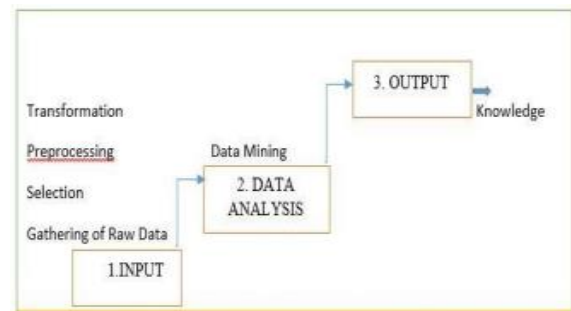 3. OUTPUT
Knowledge
Transformation
Preprocessing
Data Mining
2. DATA
ANALYSIS
Selection
Gathering of Raw Data
1.INPUT